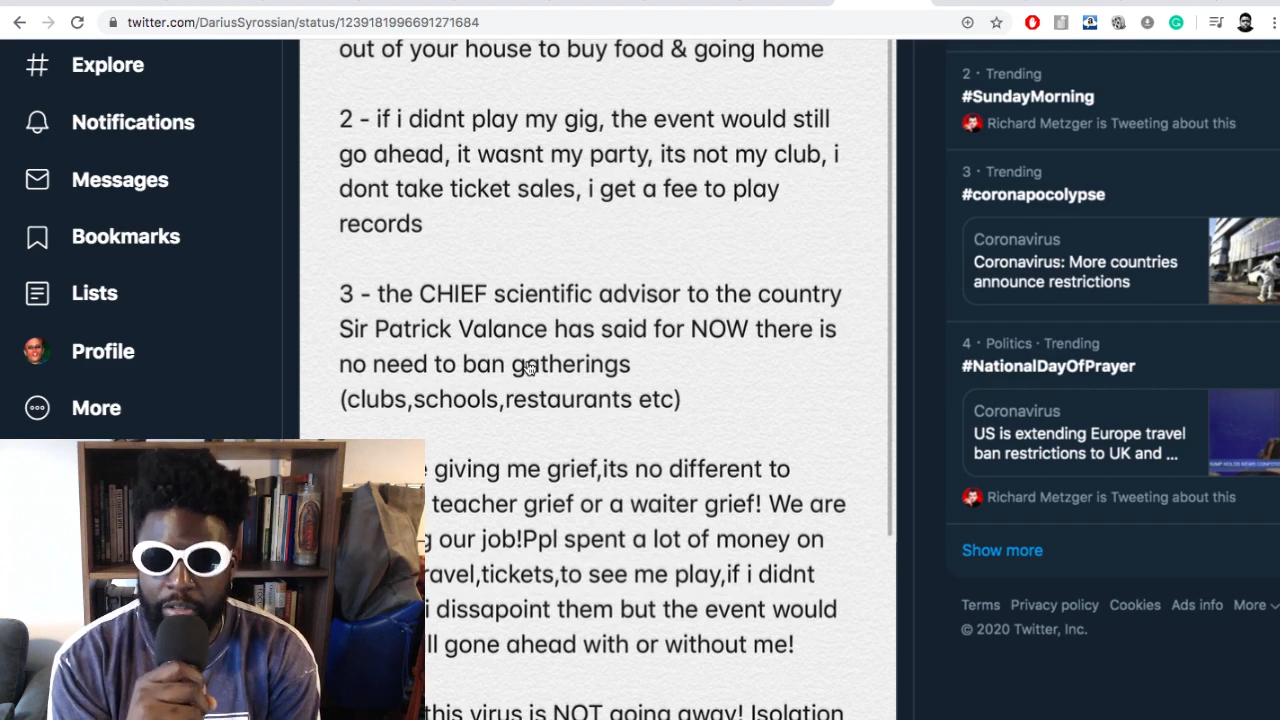 twitter.com/DariusSyrossian/status/1239181996691271684
Explore
Notifications
Messages
Bookmarks
Lists
Profile
More
out of your house to buy food & going home
2 - if i didnt play my gig, the event would still
go ahead, it wasnt my party, its not my club, i
dont take ticket sales, i get a fee to play
records
3 - the CHIEF scientific advisor to the country
Sir Patrick Valance has said for NOW there is
no need to ban gatherings
(clubs,schools,restaurants etc)
giving me grief,its no different to
teacher grief or a waiter grief! We are
our job!Ppl spent a lot of money on
,tickets,to see me play,if i didnt
i dissapoint them but the event would
gone ahead with or without me!
this virus is NOT going away! Isolation
2 · Trending
#SundayMorning
Richard Metzger is Tweeting about this
3 · Trending
#coronapocolypse
Coronavirus
Coronavirus: More countries
announce restrictions
4 · Politics · Trending
#NationalDayOfPrayer
Coronavirus
US is extending Europe travel
ban restrictions to UK and ...
Richard Metzger is Tweeting about this
Show more
Terms Privacy policy Cookies Ads info More
© 2020 Twitter, Inc.